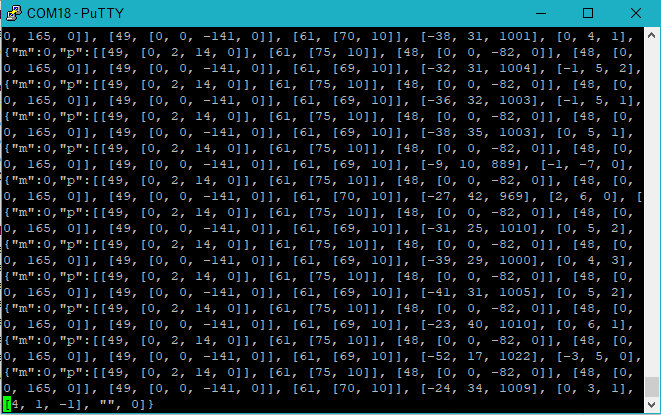 COM18 - PuTTY
0, 165, 0]], [49, [0, 0, -141, 0]], [61, [70, 10]], [-38, 31, 1001], [0, 4, 1],
{"m":0,"p":[[49, [0, 2, 14, 0]], [61, [75, 10]], [48, [0, 0, -82, 0]], [48, [0,
0, 165, 0]], [49, [0, 0, -141, 0]], [61, [69, 10]], [-32, 31, 1004], [-1, 5, 2],
{"m":0,"p":[[49, [0, 2, 14, 0]], [61, [75, 10]], [48, [0, 0, -82, 0]], [48, [0,
0, 165, 0]], [49, [0, 0, -141, 0]], [61, [69, 10]], [-36, 32, 1003], [-1, 5, 1],
{"m":0,"p":[[49, [0, 2, 14, 0]], [61, [75, 10]], [48, [0, 0, -82, 0]], [48, [0,
0, 165, 0]], [49, [0, 0, -141, 0]], [61, [69, 10]], [-38, 35, 1003], [0, 5, 1],
{"m":0,"p":[[49, [0, 2, 14, 0]], [61, [75, 10]], [48, [0, 0, -82, 0]], [48, [0,
0, 165, 0]], [49, [0, 0, -141, 0]], [61, [69, 10]], [-9, 10, 889], [-1, -7, 0],
{"m":0,"p":[[49, [0, 2, 14, 0]], [61, [75, 10]], [48, [0, 0, -82, 0]], [48, [0,
0, 165, 0]], [49, [0, 0, -141, 0]], [61, [70, 10]], [-27, 42, 969], [2, 6, 0], [
{"m":0,"p":[[49, [0, 2, 14, 0]], [61, [75, 10]], [48, [0, 0, -82, 0]], [48, [0,
0, 165, 0]], [49, [0, 0, -141, 0]], [61, [69, 10]], [-31, 25, 1010], [0, 5, 2],
{"m":0,"p":[[49, [0, 2, 14, 0]], [61, [75, 10]], [48, [0, 0, -82, 0]], [48, [0,
0, 165, 0]], [49, [0, 0, -141, 0]], [61, [69, 10]], [-39, 29, 1000], [0, 4, 3],
{"m":0,"p":[[49, [0, 2, 14, 0]], [61, [75, 10]], [48, [0, 0, -82, 0]], [48, [0,
0, 165, 0]], [49, [0, 0, -141, 0]], [61, [69, 10]], [-41, 31, 1005], [0, 5, 2],
{"m":0,"p":[[49, [0, 2, 14, 0]], [61, [75, 10]], [48, [0, 0, -82, 0]], [48, [0,
0, 165, 0]], [49, [0, 0, -141, 0]], [61, [69, 10]], [-23, 40, 1010], [0, 6, 1],
{"m":0,"p":[[49, [0, 2, 14, 0]], [61, [75, 10]], [48, [0, 0, -82, 0]], [48, [0,
0, 165, 0]], [49, [0, 0, -141, 0]], [61, [69, 10]], [-52, 17, 1022], [-3, 5, 0],
{"m":0,"p":[[49, [0, 2, 14, 0]], [61, [75, 10]], [48, [0, 0, -82, 0]], [48, [0,
0, 165, 0]], [49, [0, 0, -141, 0]], [61, [70, 10]], [-24, 34, 1009], [0, 3, 1],
[4, 1, -1], "", 0]}